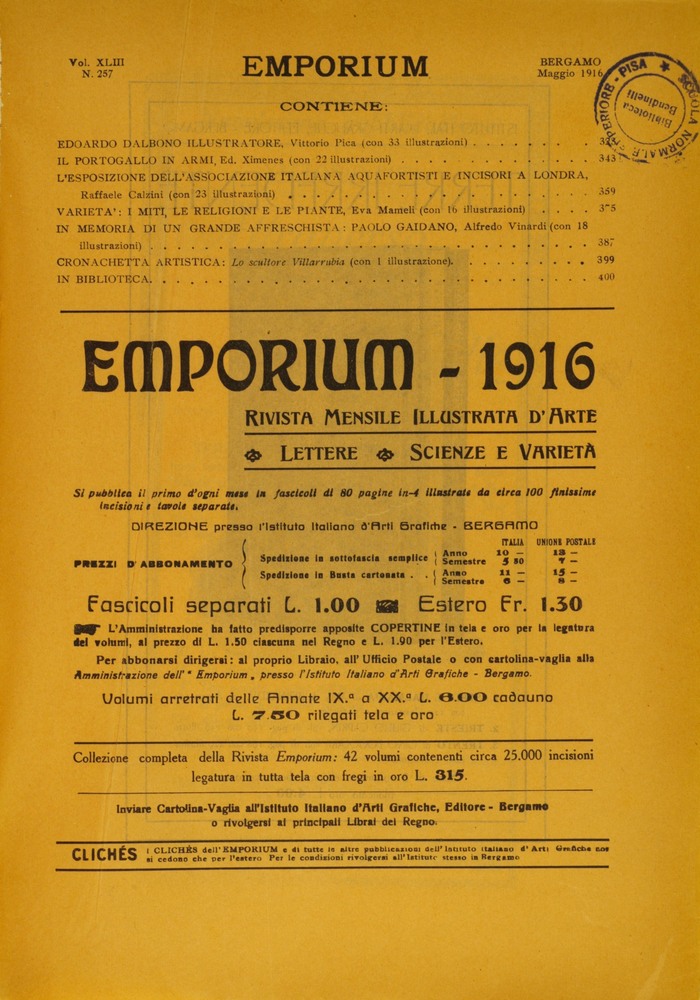 Vol. XLIII
N. 257
EMPORIUM
BERGAMO
Maggio 1916
SCUOLA NORMALE SUPERIORE - PISA
Biblioteca
Bendinelli
CONTIENE:
EDOARDO DALBONO ILLUSTRATORE, Vittorio Pica (con 33 illustrazioni) . . . . . . . .
IL PORTOGALLO IN ARMI, Ed. Ximenes (con 22 illustrazioni) . . . . . . . . . . . . 343
L'ESPOSIZIONE DELL'ASSOCIAZIONE ITALIANA AQUAFORTISTI E INCISORI A LONDRA,
Raffaele Calzini (con 23 illustrazioni) . . . . . . . . . . . . . . . . . 359
VARIETA': I MITI, LE RELIGIONI E LE PIANTE, Eva Mameli (con 16 illustrazioni) . . . . 375
IN MEMORIA DI UN GRANDE AFFRESCHISTA: PAOLO GAIDANO, Alfredo Vinardi (con 18
illustrazioni) . . . . . . . . . . . . . . . . . . . . . . . . . . . 387
CRONACHETTA ARTISTICA: Lo scultore Villarrubia (con 1 illustrazione). . . . . . . . . . 399
IN BIBLIOTECA. . . . . . . . . . . . . . . . . . . . . . . . . . . 400
EMPORIUM - 1916
RIVISTA MENSILE ILLUSTRATA D'ARTE
LETTERE SCIENZE E VARIETÀ
Si pubblica il primo d'ogni mese in fascicoli di 80 pagine in-4 illustrate da circa 100 finissime
incisioni e tavole separate.
DIREZIONE presso l'Istituto Italiano d'Arti Grafiche - BERGAMO
ITALIA UNIONE POSTALE
PREZZI D'ABBONAMENTO
Spedizione in sottofascia semplice Anno 10 — 13 —
Semestre 5 50 7 —
Spedizione in Busta cartonata . . Anno 11 — 15 —
Semestre 6 — 8 —
Fascicoli separati L. 1.00 Estero Fr. 1.30
L'Amministrazione ha fatto predisporre apposite COPERTINE in tela e oro per la legatura
dei volumi, al prezzo di L. 1.50 ciascuna nel Regno e L. 1.90 per l'Estero.
Per abbonarsi dirigersi: al proprio Libraio, all'Ufficio Postale o con cartolina-vaglia alla
Amministrazione dell'" Emporium „ presso l'Istituto Italiano d'Arti Grafiche - Bergamo.
Volumi arretrati delle Annate IX.a a XX.a L. 6.00 cadauno
L. 7.50 rilegati tela e oro
Collezione completa della Rivista Emporium: 42 volumi contenenti circa 25.000 incisioni
legatura in tutta tela con fregi in oro L. 315.
Inviare Cartolina-Vaglia all'Istituto Italiano d'Arti Grafiche, Editore - Bergamo
o rivolgersi ai principali Librai del Regno.
CLICHÉS
I CLICHÉS dell'EMPORIUM e di tutte le altre pubblicazioni dell'Istituto Italiano d'Arti Grafiche non
si cedono che per l'estero Per le condizioni rivolgersi all'Istituto stesso in Bergamo